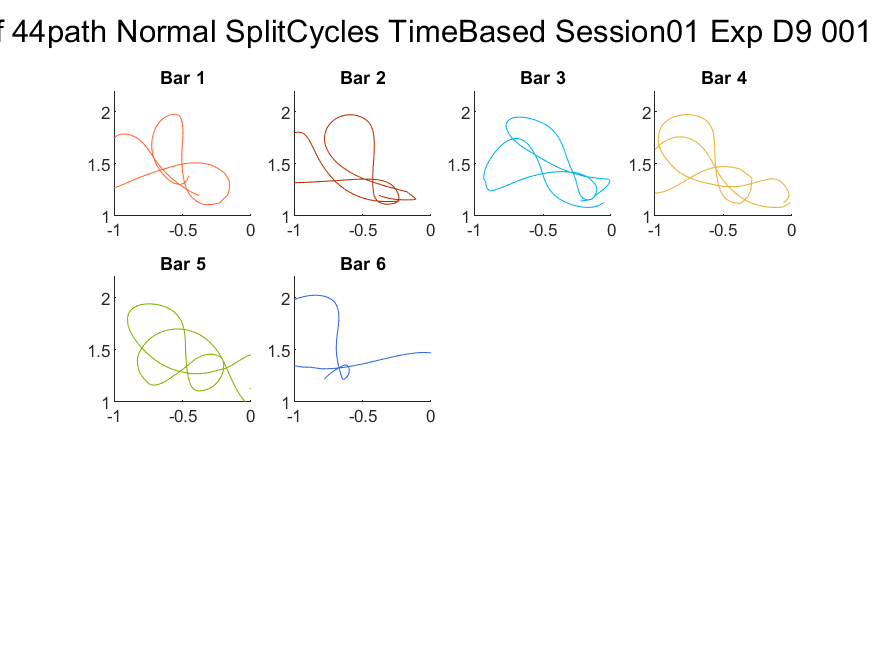 f 44path Normal SplitCycles TimeBased Session01 Exp D9 001
Bar 1 Bar 2 Bar 3 Bar 4
2 2 2 2
1.5 1.5 1.5 1.5
1 1 1 1
-1 -0.5 0 -1 -0.5 0 -1 -0.5 0 -1 -0.5 0
Bar 5 Bar 6
2 2
1.5 1.5
1 1
-1 -0.5 0 -1 -0.5 0